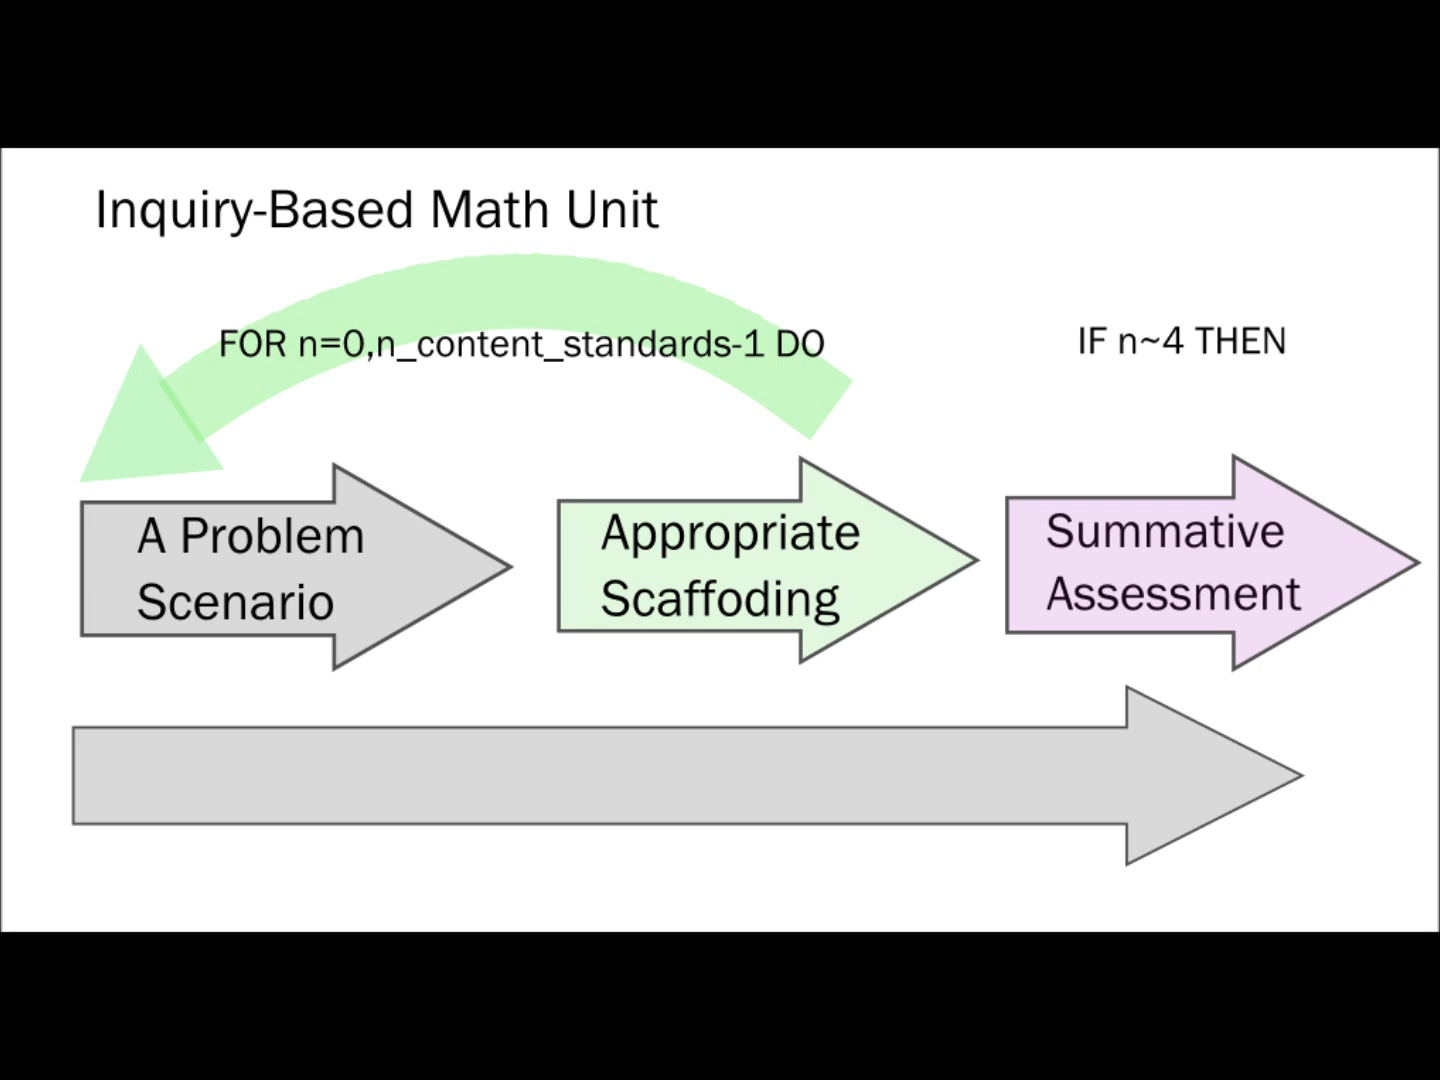 Inquiry-Based Math Unit
FOR n=0,n_content_standards-1 DO
IF n~4 THEN
A Problem
Scenario
Appropriate
Scaffoding
Summative
Assessment